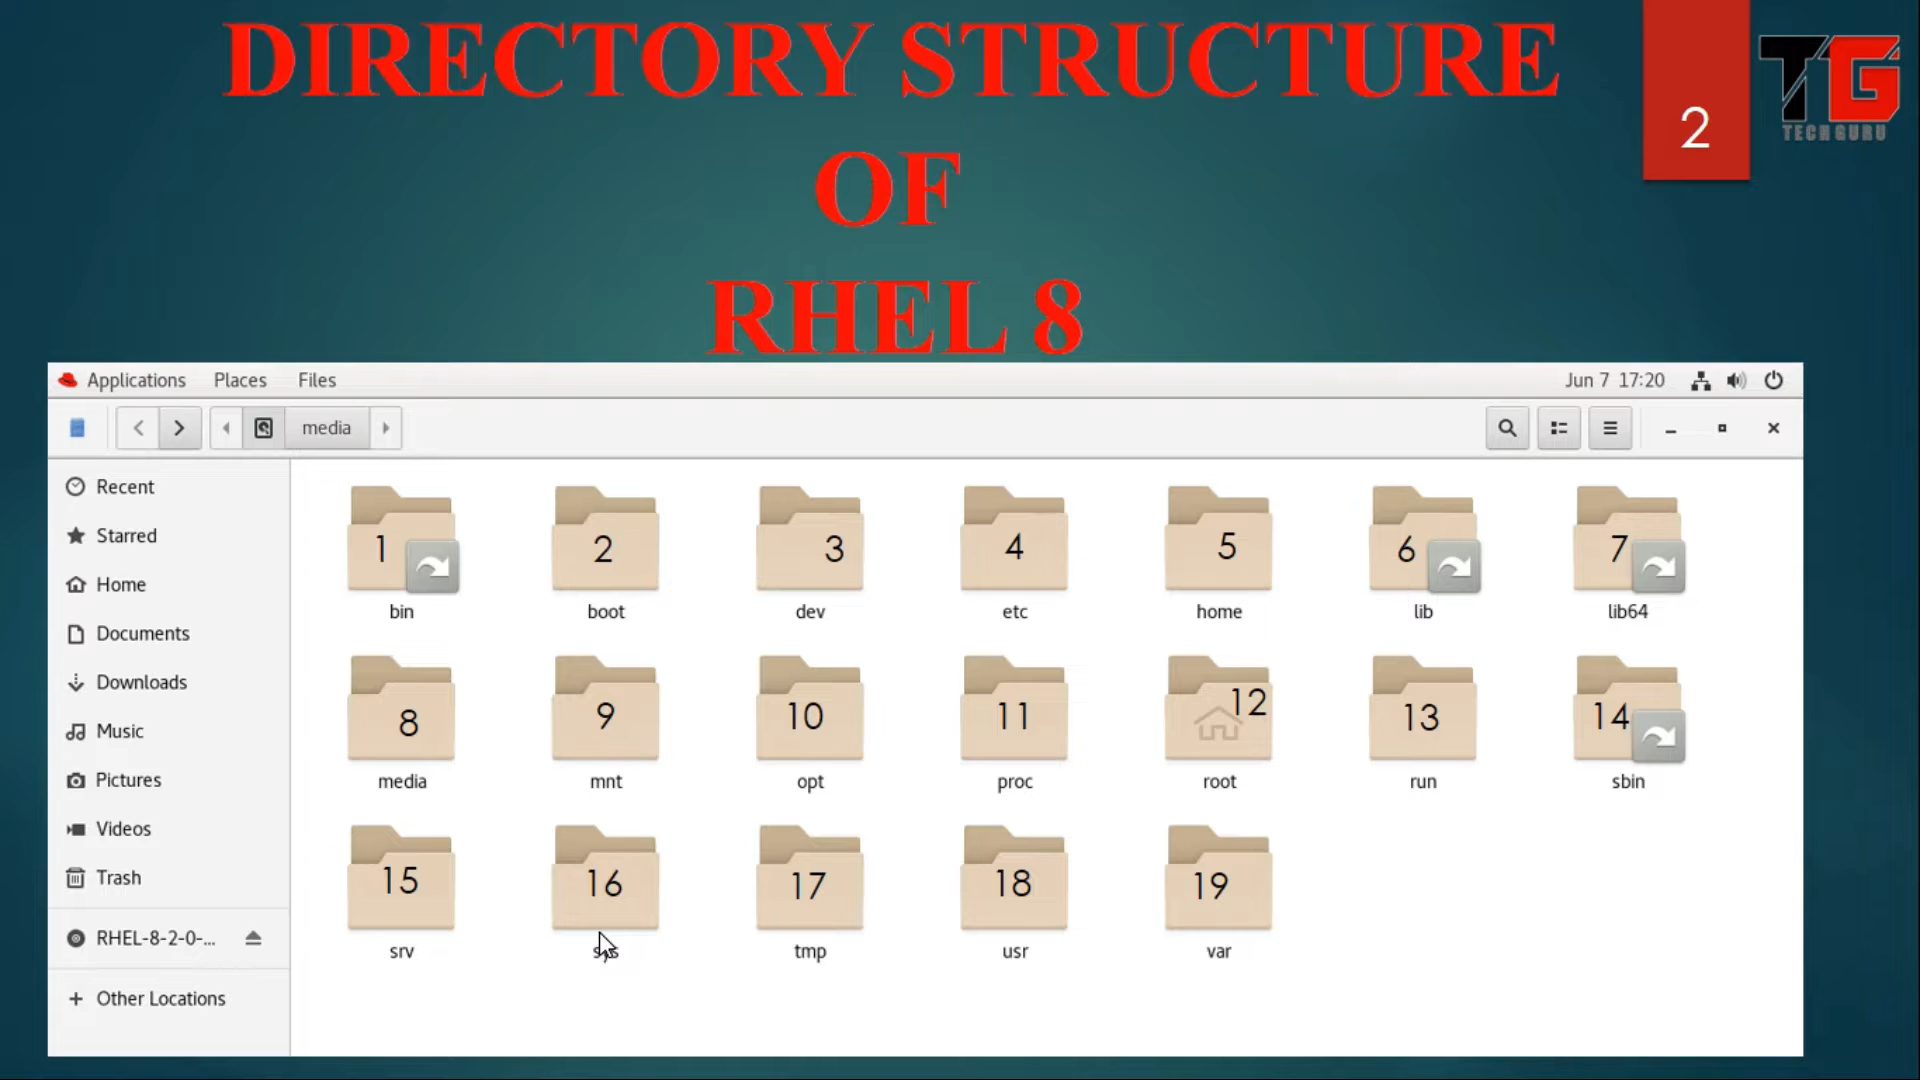 DIRECTORY STRUCTURE
OF
RHEL 8
2
TG
TECH GURU
Applications Places Files Jun 7 17:20
media
Recent
Starred
Home
Documents
Downloads
Music
Pictures
Videos
Trash
RHEL-8-2-0-...
Other Locations
1 2 3 4 5 6 7
bin boot dev etc home lib lib64
8 9 10 11 12 13 14
media mnt opt proc root run sbin
15 16 17 18 19
srv sys tmp usr var